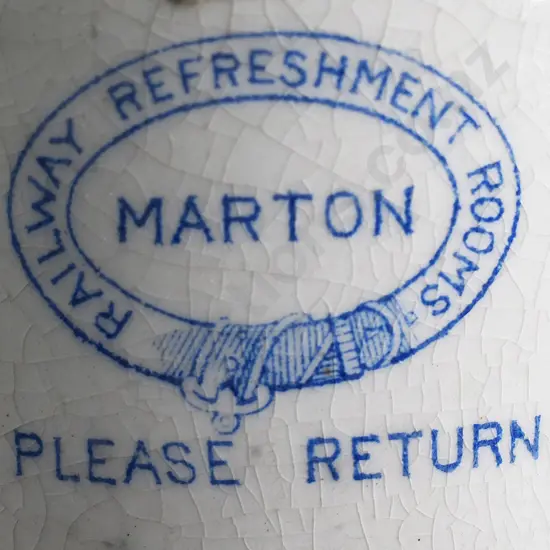 RAILWAY REFRESHMENT ROOMS
MARTON
PLEASE RETURN